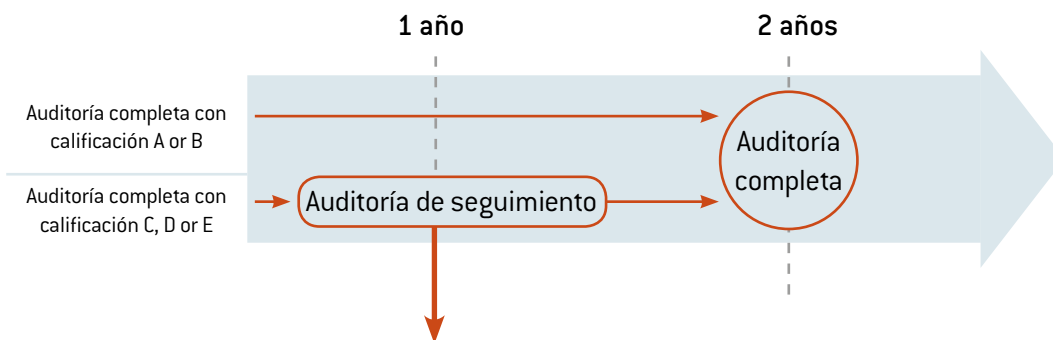 1 año
2 años
Auditoría completa con
calificación A or B
Auditoría
completa
Auditoría completa con
calificación C, D or E
Auditoría de seguimiento